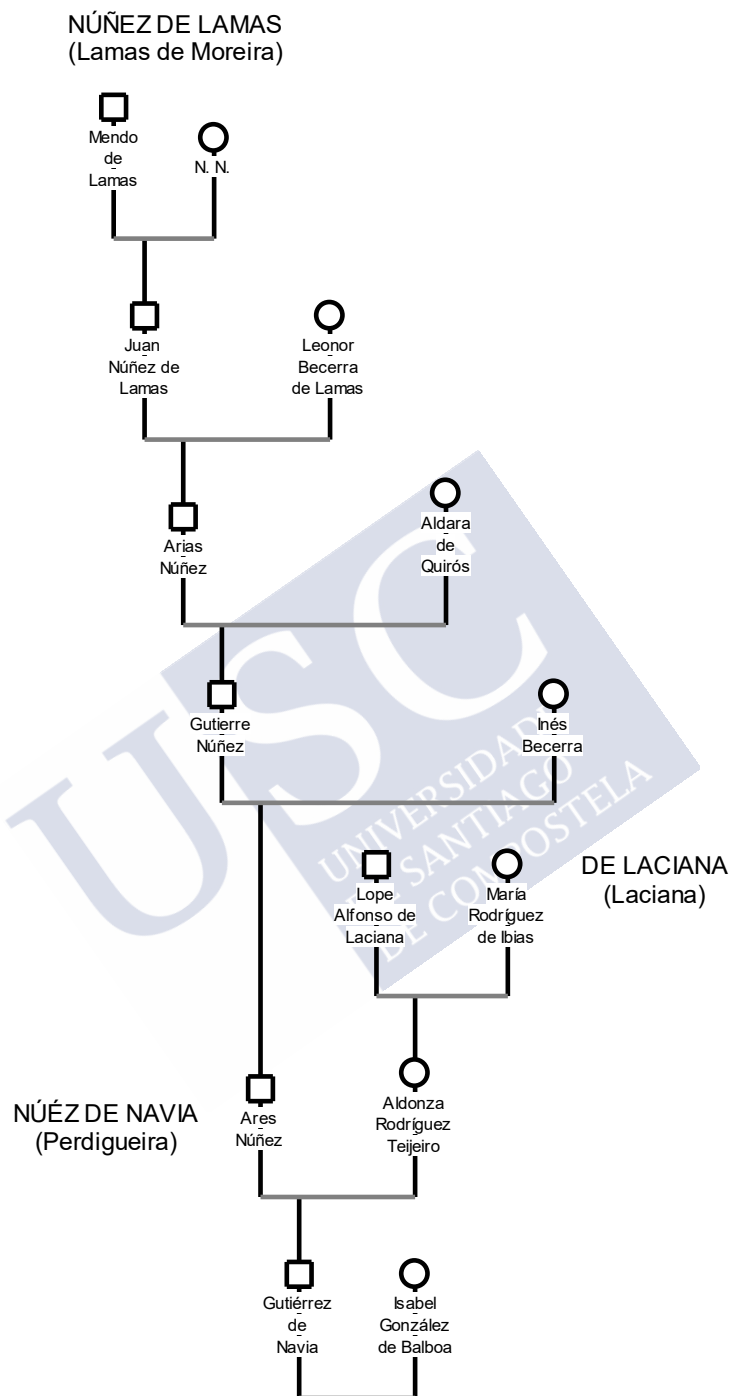 NÚÑEZ DE LAMAS
(Lamas de Moreira)
Mendo
de
Lamas
N. N.
Juan
Núñez de
Lamas
Leonor
Becerra
de Lamas
Arias
Núñez
Aldara
de
Quirós
Gutierre
Núñez
Inés
Becerra
USC
UNIVERSIDADE
DE SANTIAGO
DE COMPOSTELA
Lope
Alfonso de
Laciana
María
Rodríguez
de Ibias
DE LACIANA
(Laciana)
NÚÉZ DE NAVIA
(Perdigueira)
Ares
Núñez
Aldonza
Rodríguez
Teijeiro
Gutiérrez
de
Navia
Isabel
González
de Balboa